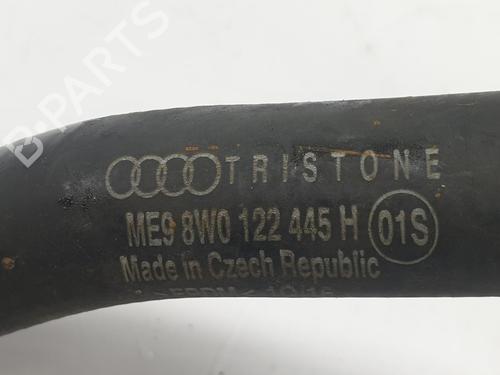 B-PARTS
TRISTONE
ME9 8W0 122 445 H 01S
Made in Czech Republic